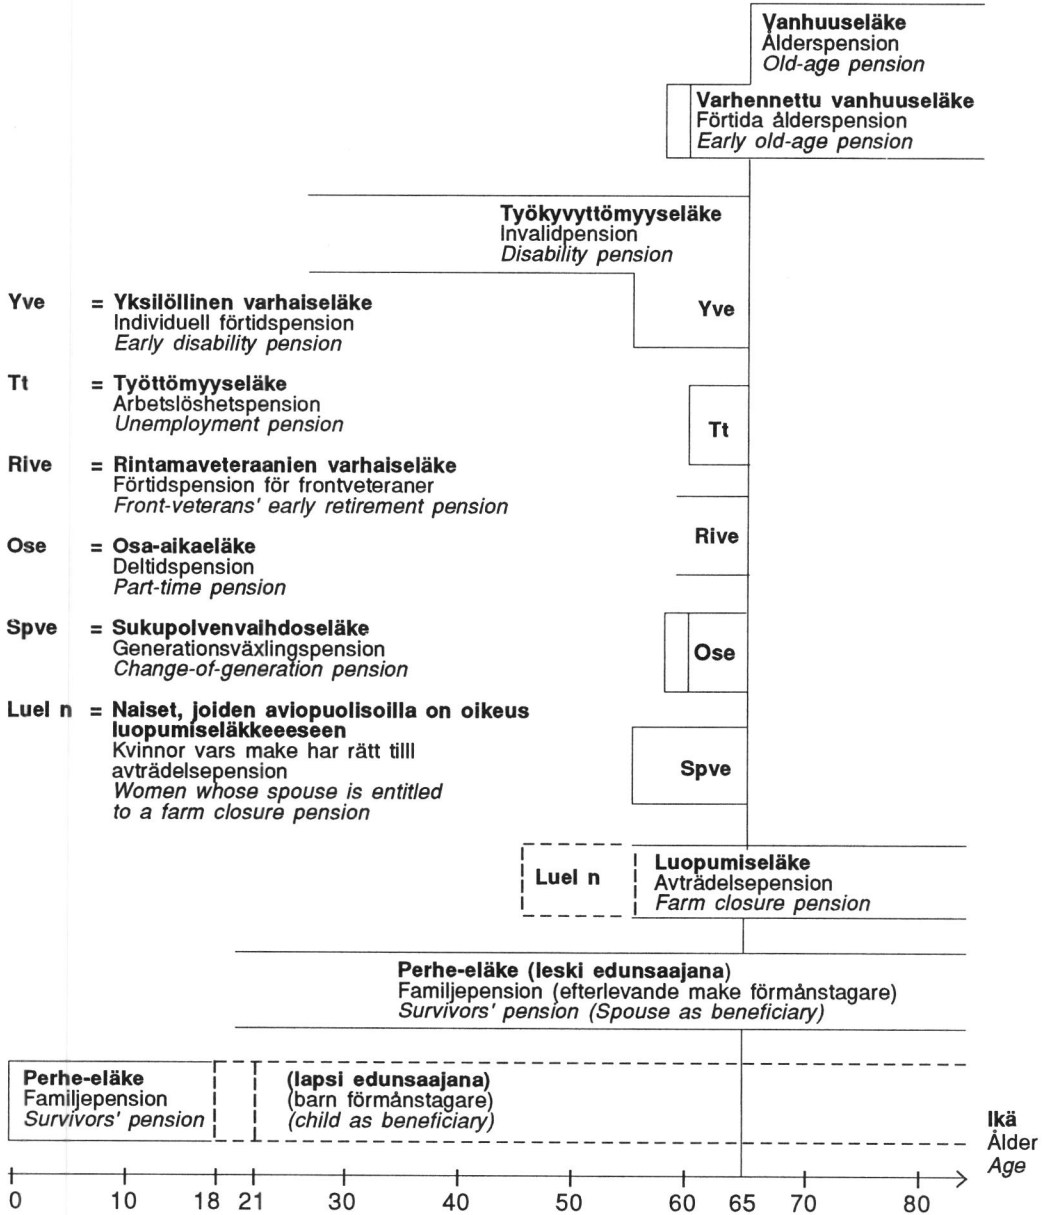 Vanhuuseläke
Ålderspension
Old-age pension
Varhennettu vanhuuseläke
Förtida ålderspension
Early old-age pension
Työkyvyttömyyseläke
Invalidpension
Disability pension
Yve = Yksilöllinen varhaiseläke
Individuell förtidspension
Early disability pension
Yve
Tt = Työttömyyseläke
Arbetslöshetspension
Unemployment pension
Tt
Rive = Rintamaveteraanien varhaiseläke
Förtidspension för frontveteraner
Front-veterans' early retirement pension
Rive
Ose = Osa-aikaeläke
Deltidspension
Part-time pension
Ose
Spve = Sukupolvenvaihdoseläke
Generationsväxlingspension
Change-of-generation pension
Luel n = Naiset, joiden aviopuolisoilla on oikeus
luopumiseläkkeeeseen
Kvinnor vars make har rätt tilll
avträdelsepension
Women whose spouse is entitled
to a farm closure pension
Spve
Luel n
Luopumiseläke
Avträdelsepension
Farm closure pension
Perhe-eläke (leski edunsaajana)
Familjepension (efterlevande make förmånstagare)
Survivors' pension (Spouse as beneficiary)
Perhe-eläke (lapsi edunsaajana)
Familjepension (barn förmånstagare)
Survivors' pension (child as beneficiary)
Ikä
Ålder
Age
0 10 18 21 30 40 50 60 65 70 80